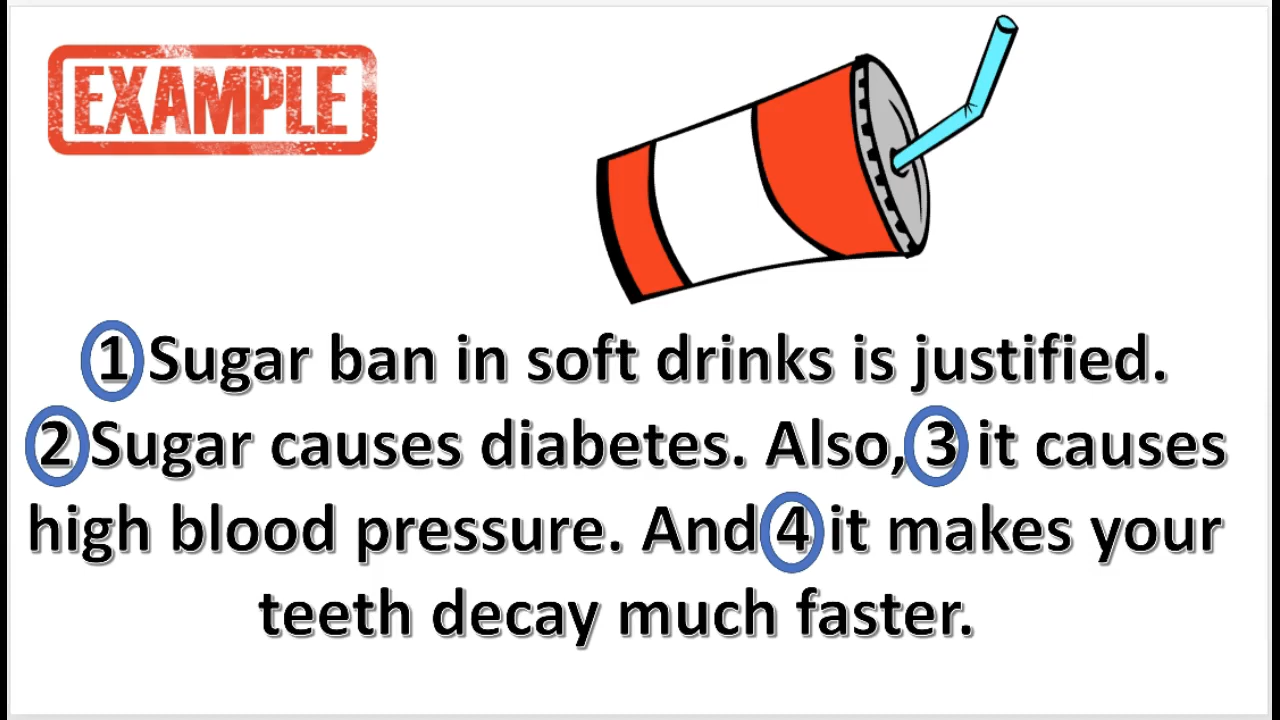 EXAMPLE
1 Sugar ban in soft drinks is justified.
2 Sugar causes diabetes. Also, 3 it causes
high blood pressure. And 4 it makes your
teeth decay much faster.